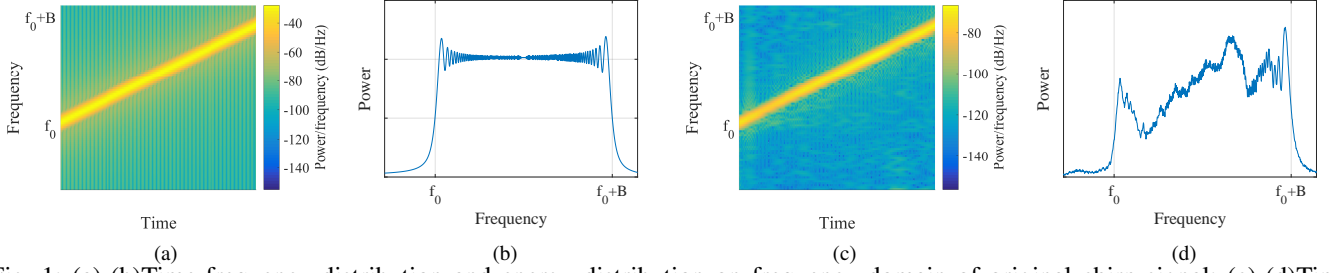 f0+B
Frequency
f0
Time
-40
-60
-80
-100
-120
-140
Power/frequency (dB/Hz)
(a)
Power
f0
f0+B
Frequency
(b)
Frequency
f0+B
f0
Time
-80
-100
-120
-140
Power/frequency (dB/Hz)
(c)
Power
f0
f0+B
Frequency
(d)